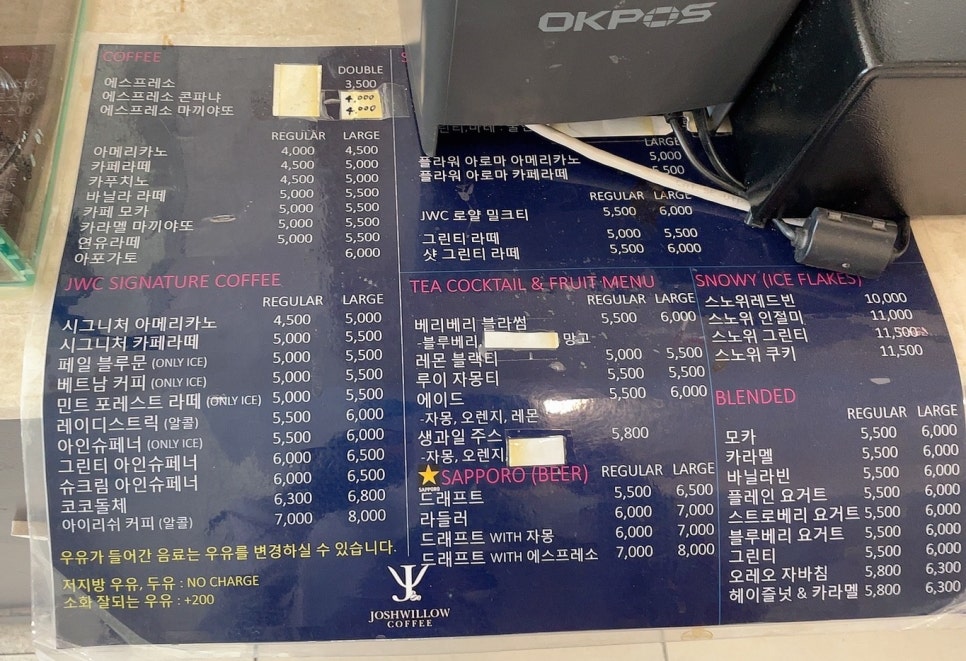 OKPOS
COFFEE
DOUBLE
에스프레소 3,500
에스프레소 콘파냐 4,000
에스프레소 마끼야또 4,000
REGULAR LARGE
아메리카노 4,000 4,500
카페라떼 4,500 5,000
카푸치노 4,500 5,000
바닐라 라떼 5,000 5,500
카페 모카 5,000 5,500
카라멜 마끼야또 5,000 5,500
연유라떼 5,000 5,500
아포가토 6,000
JWC SIGNATURE COFFEE
REGULAR LARGE
시그니처 아메리카노 4,500 5,000
시그니처 카페라떼 5,000 5,500
페일 블루문 (ONLY ICE) 5,000 5,500
베트남 커피 (ONLY ICE) 5,000 5,500
민트 포레스트 라떼 (ONLY ICE) 5,000 5,500
레이디스트릭 (알콜) 5,500 6,000
아인슈페너 (ONLY ICE) 5,500 6,000
그린티 아인슈페너 6,000 6,500
슈크림 아인슈페너 6,000 6,500
코코돌체 6,300 6,800
아이리쉬 커피 (알콜) 7,000 8,000
우유가 들어간 음료는 우유를 변경하실 수 있습니다.
저지방 우유, 두유 : NO CHARGE
소화 잘되는 우유 : +200
S
LARGE
플라워 아로마 아메리카노 5,000
플라워 아로마 카페라떼 5,500
REGULAR LARGE
JWC 로얄 밀크티 5,500 6,000
그린티 라떼 5,000 5,500
샷 그린티 라떼 5,500 6,000
TEA COCKTAIL & FRUIT MENU
REGULAR LARGE
베리베리 블라썸 5,500 6,000
-블루베리 망고
레몬 블랙티 5,000 5,500
루이 자몽티 5,500 5,500
에이드 5,500 6,000
-자몽, 오렌지, 레몬
생과일 주스 5,800
-자몽, 오렌지,
SAPPORO
SAPPORO (BEER) REGULAR LARGE
드래프트 5,500 6,500
라들러 6,000 7,000
드래프트 WITH 자몽 6,000 7,000
드래프트 WITH 에스프레소 7,000 8,000
JOSHWILLOW
COFFEE
SNOWY (ICE FLAKES)
스노위레드빈 10,000
스노위 인절미 11,000
스노위 그린티 11,500
스노위 쿠키 11,500
BLENDED
REGULAR LARGE
모카 5,500 6,000
카라멜 5,500 6,000
바닐라빈 5,500 6,000
플레인 요거트 5,500 6,000
스트로베리 요거트 5,500 6,000
블루베리 요거트 5,500 6,000
그린티 5,500 6,000
오레오 자바칩 5,800 6,300
헤이즐넛 & 카라멜 5,800 6,300